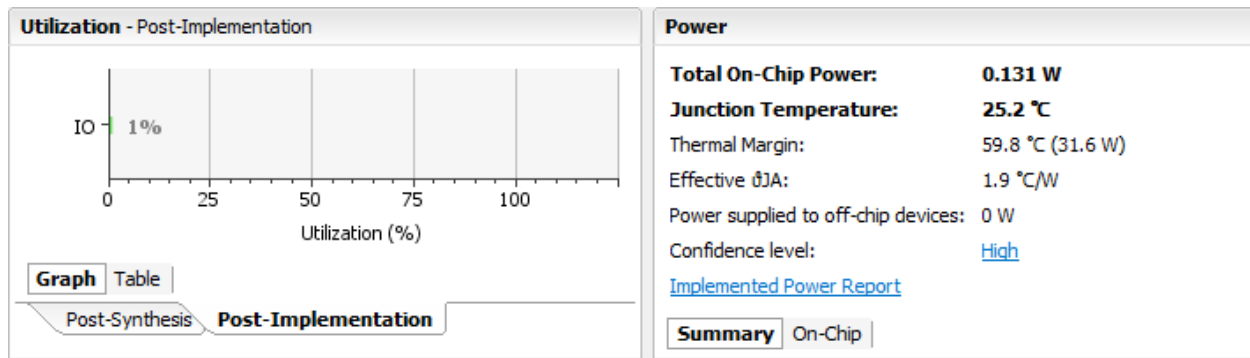 Utilization - Post-Implementation
IO
1%
0 25 50 75 100
Utilization (%)
Graph Table
Post-Synthesis Post-Implementation
Power
Total On-Chip Power: 0.131 W
Junction Temperature: 25.2 °C
Thermal Margin: 59.8 °C (31.6 W)
Effective ϑJA: 1.9 °C/W
Power supplied to off-chip devices: 0 W
Confidence level: High
Implemented Power Report
Summary On-Chip